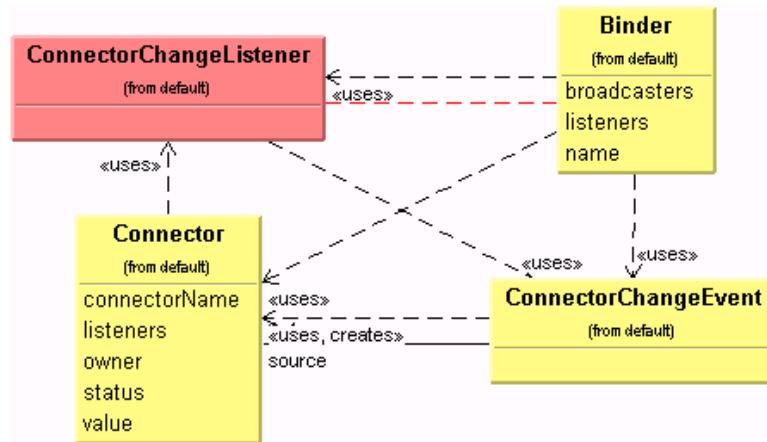 ConnectorChangeListener
(from default)
Binder
(from default)
broadcasters
listeners
name
«uses»
«uses»
Connector
(from default)
connectorName
listeners
owner
status
value
«uses»
«uses»
«uses»
«uses, creates»
source
ConnectorChangeEvent
(from default)